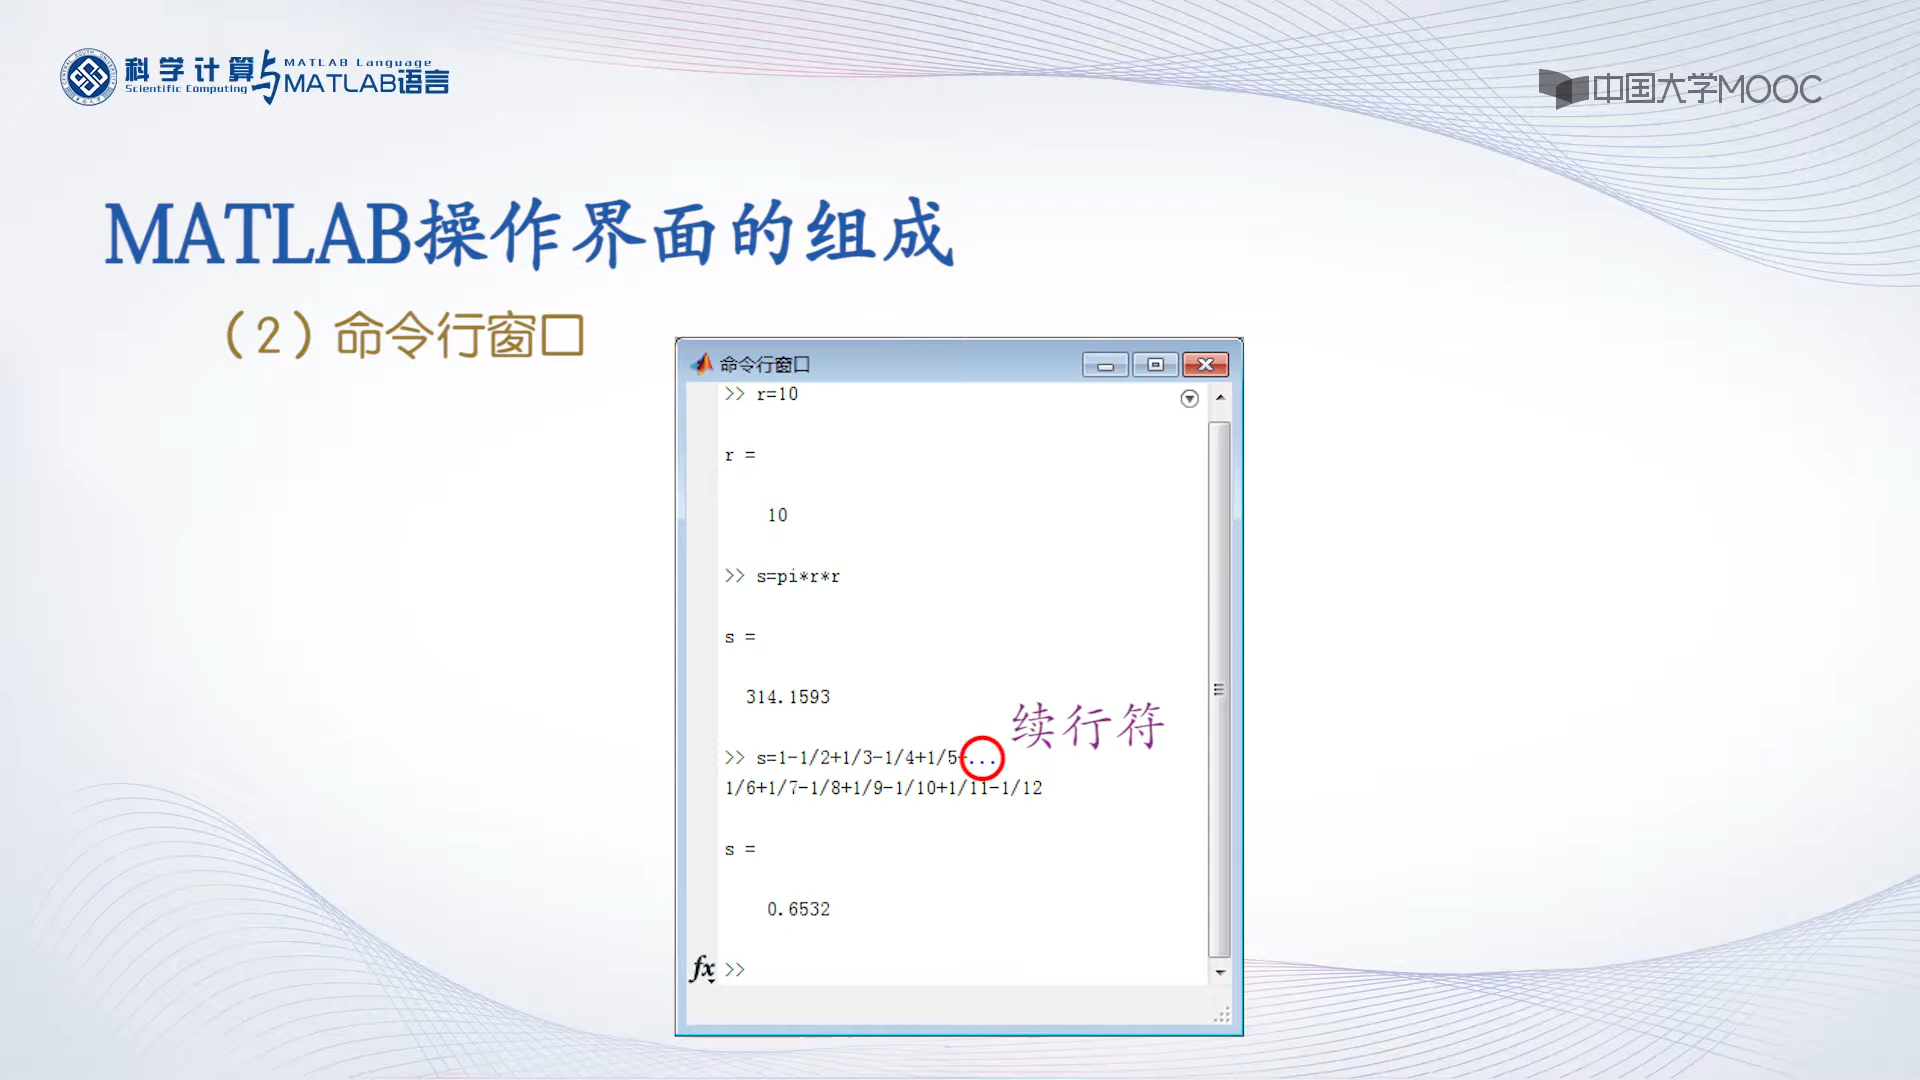 科学计算与MATLAB语言
MATLAB Language
Scientific Computing
中国大学MOOC
MATLAB操作界面的组成
（2）命令行窗口
命令行窗口
>> r=10
r =
10
>> s=pi*r*r
s =
314.1593
续行符
>> s=1-1/2+1/3-1/4+1/5-...
1/6+1/7-1/8+1/9-1/10+1/11-1/12
s =
0.6532
fx >>